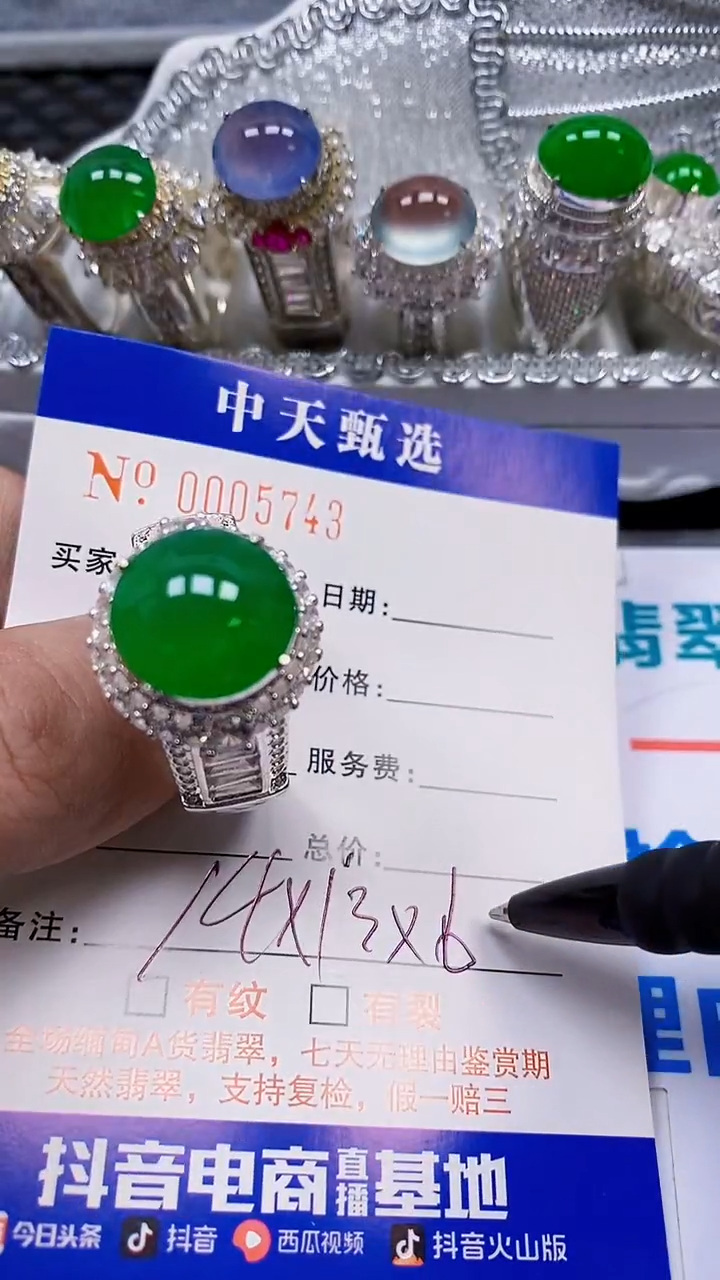 中天甄选
Nº 0005743
买家
日期:
价格:
服务费:
总价:
14x13x6
备注:
有纹 有裂
全场缅甸A货翡翠，七天无理由鉴赏期
天然翡翠，支持复检，假一赔三
抖音电商直播基地
今日头条 抖音 西瓜视频 抖音火山版
翡翠